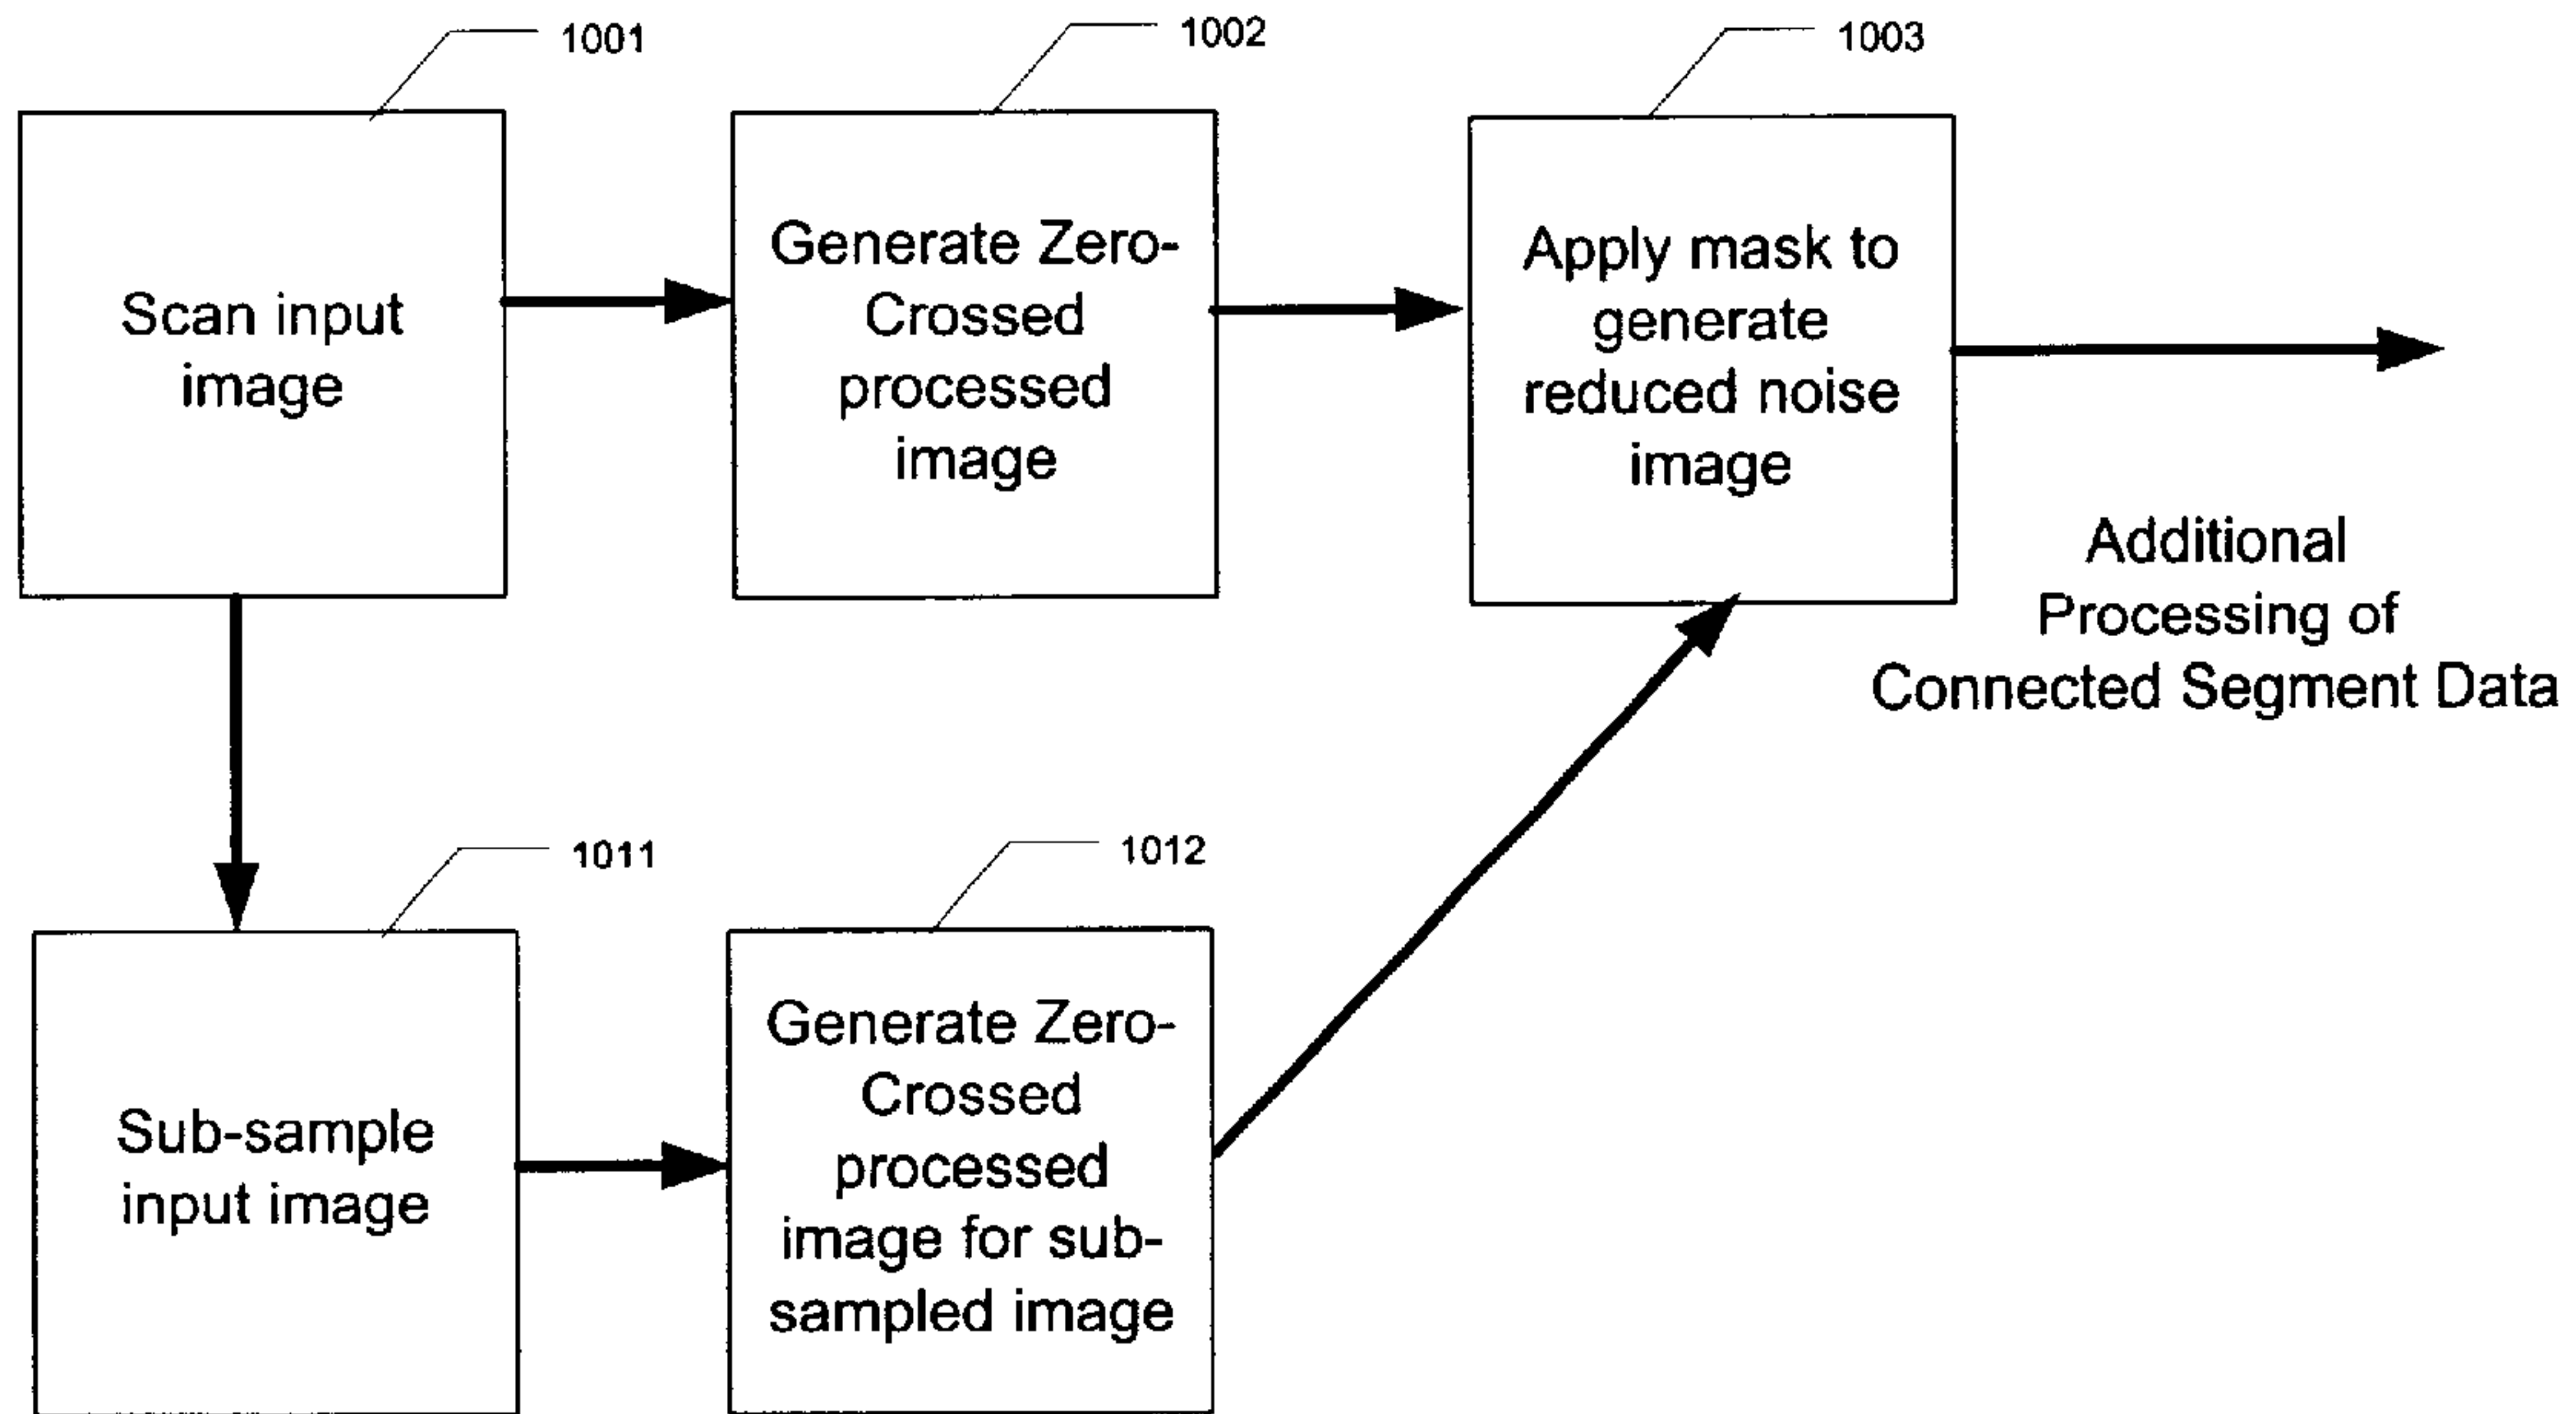 1001
1002
1003
Scan input
image
Generate Zero-
Crossed
processed
image
Apply mask to
generate
reduced noise
image
Additional
Processing of
Connected Segment Data
1011
1012
Sub-sample
input image
Generate Zero-
Crossed
processed
image for sub-
sampled image